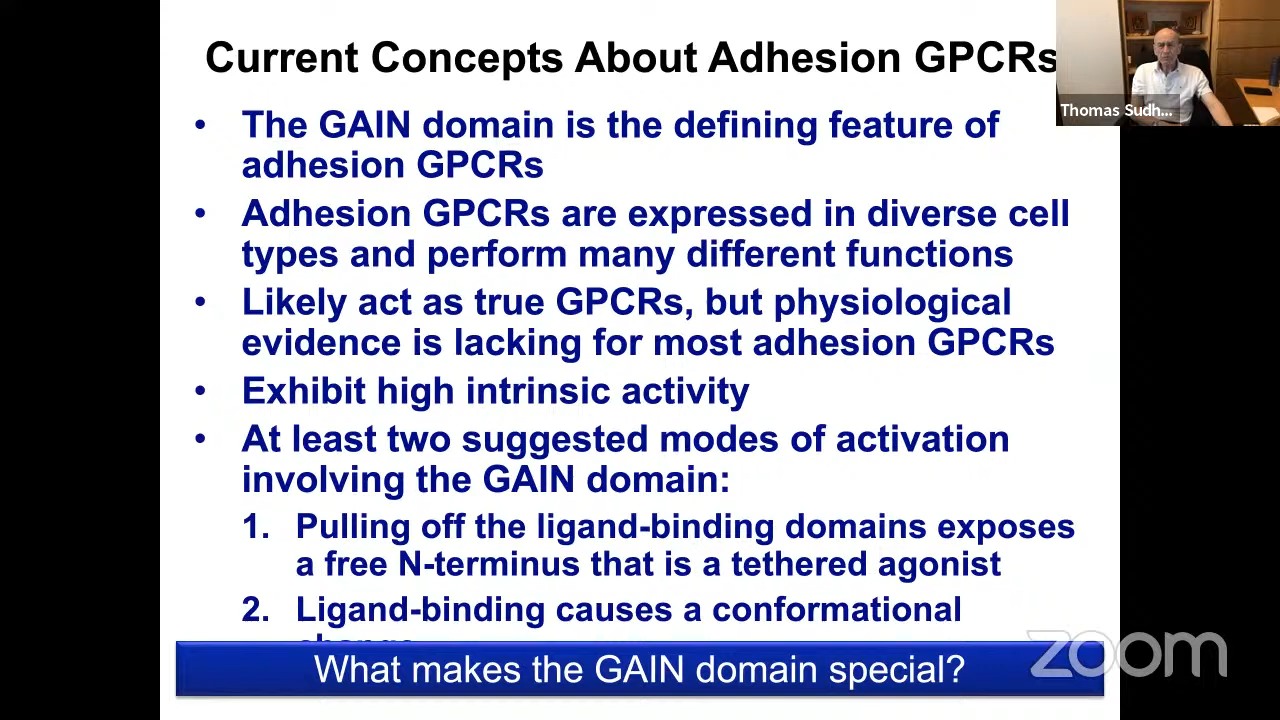 Current Concepts About Adhesion GPCRs
Thomas Sudh...
• The GAIN domain is the defining feature of
adhesion GPCRs
• Adhesion GPCRs are expressed in diverse cell
types and perform many different functions
• Likely act as true GPCRs, but physiological
evidence is lacking for most adhesion GPCRs
• Exhibit high intrinsic activity
• At least two suggested modes of activation
involving the GAIN domain:
1. Pulling off the ligand-binding domains exposes
a free N-terminus that is a tethered agonist
2. Ligand-binding causes a conformational
change
What makes the GAIN domain special?
zoom